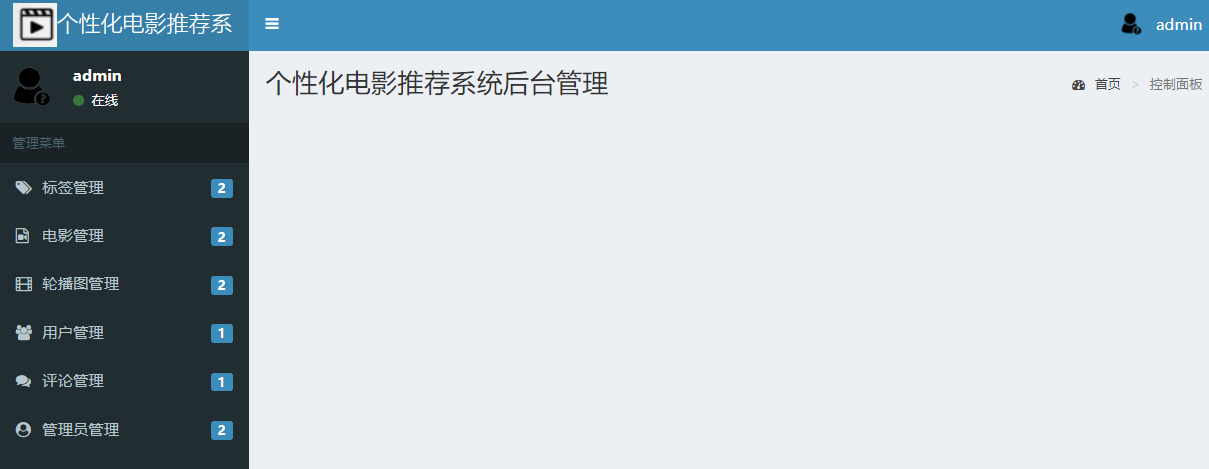 个性化电影推荐系
admin
admin
在线
个性化电影推荐系统后台管理
首页 > 控制面板
管理菜单
标签管理 2
电影管理 2
轮播图管理 2
用户管理 1
评论管理 1
管理员管理 2